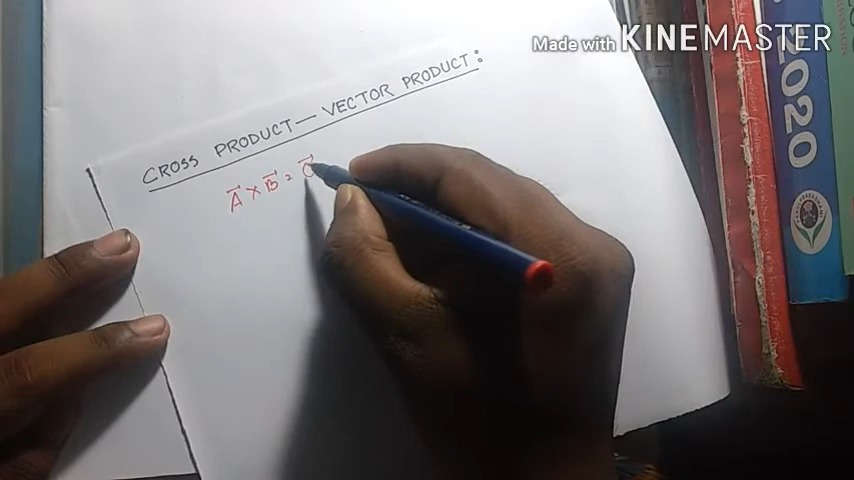 Made with KINEMASTER
CROSS PRODUCT — VECTOR PRODUCT:
A⃗ × B⃗ = C⃗
2020